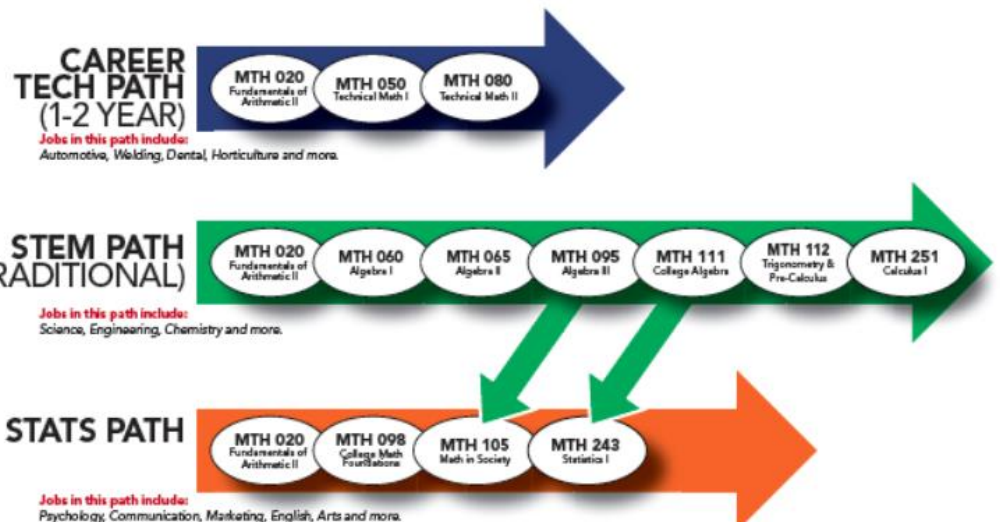 CAREER
TECH PATH
(1-2 YEAR)
Jobs in this path include:
Automotive, Welding, Dental, Horticulture and more.
MTH 020
Fundamentals of
Arithmetic II
MTH 050
Technical Math I
MTH 080
Technical Math II
STEM PATH
RADITIONAL)
Jobs in this path include:
Science, Engineering, Chemistry and more.
MTH 020
Fundamentals of
Arithmetic II
MTH 060
Algebra I
MTH 065
Algebra II
MTH 095
Algebra III
MTH 111
College Algebra
MTH 112
Trigonometry &
Pre-Calculus
MTH 251
Calculus I
STATS PATH
Jobs in this path include:
Psychology, Communication, Marketing, English, Arts and more.
MTH 020
Fundamentals of
Arithmetic II
MTH 098
College Math
Foundations
MTH 105
Math in Society
MTH 243
Statistics I